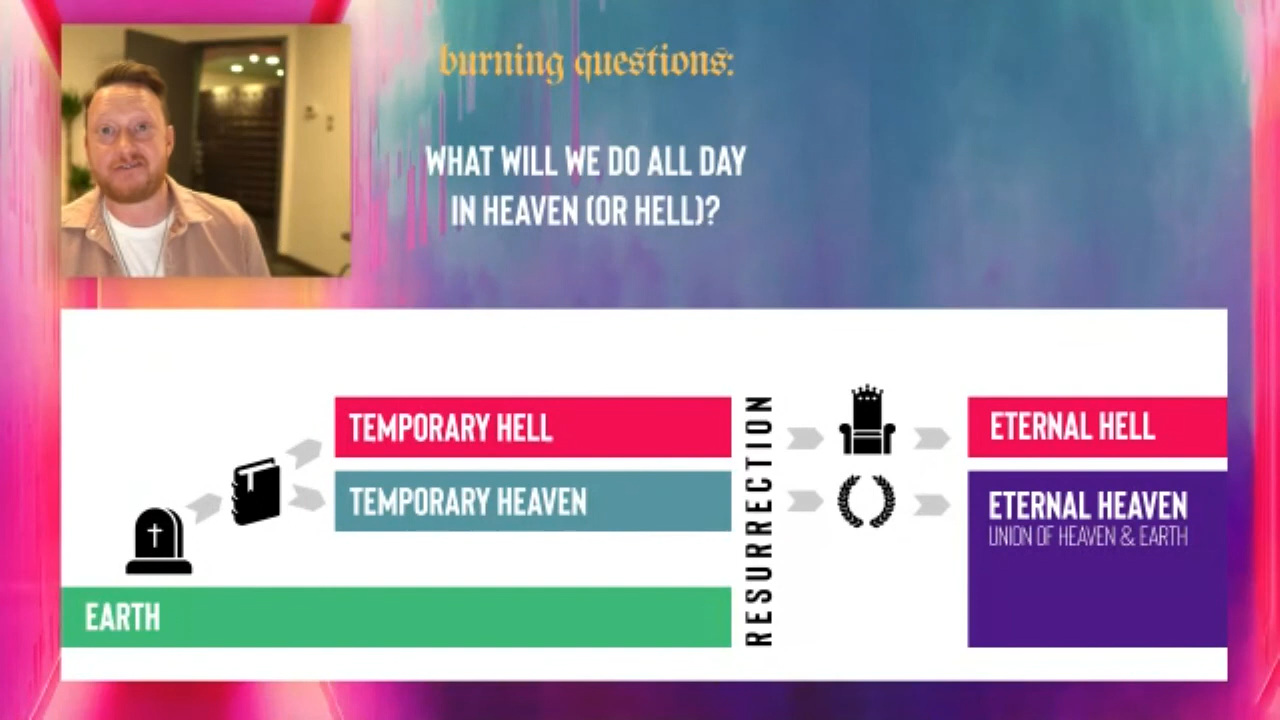 burning questions:
WHAT WILL WE DO ALL DAY
IN HEAVEN (OR HELL)?
TEMPORARY HELL
TEMPORARY HEAVEN
EARTH
RESURRECTION
ETERNAL HELL
ETERNAL HEAVEN
UNION OF HEAVEN & EARTH